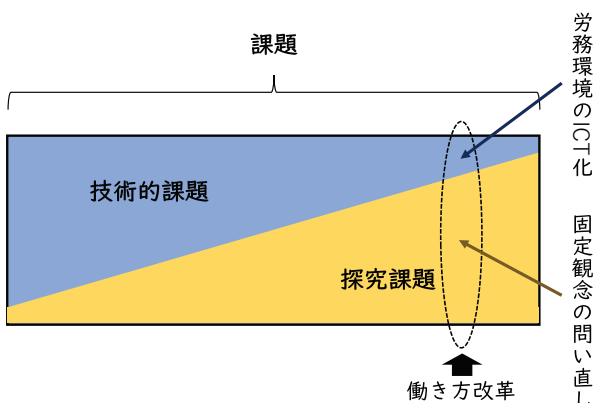 課題
労務環境のICT化
技術的課題
固定観念の問い直し
探究課題
働き方改革